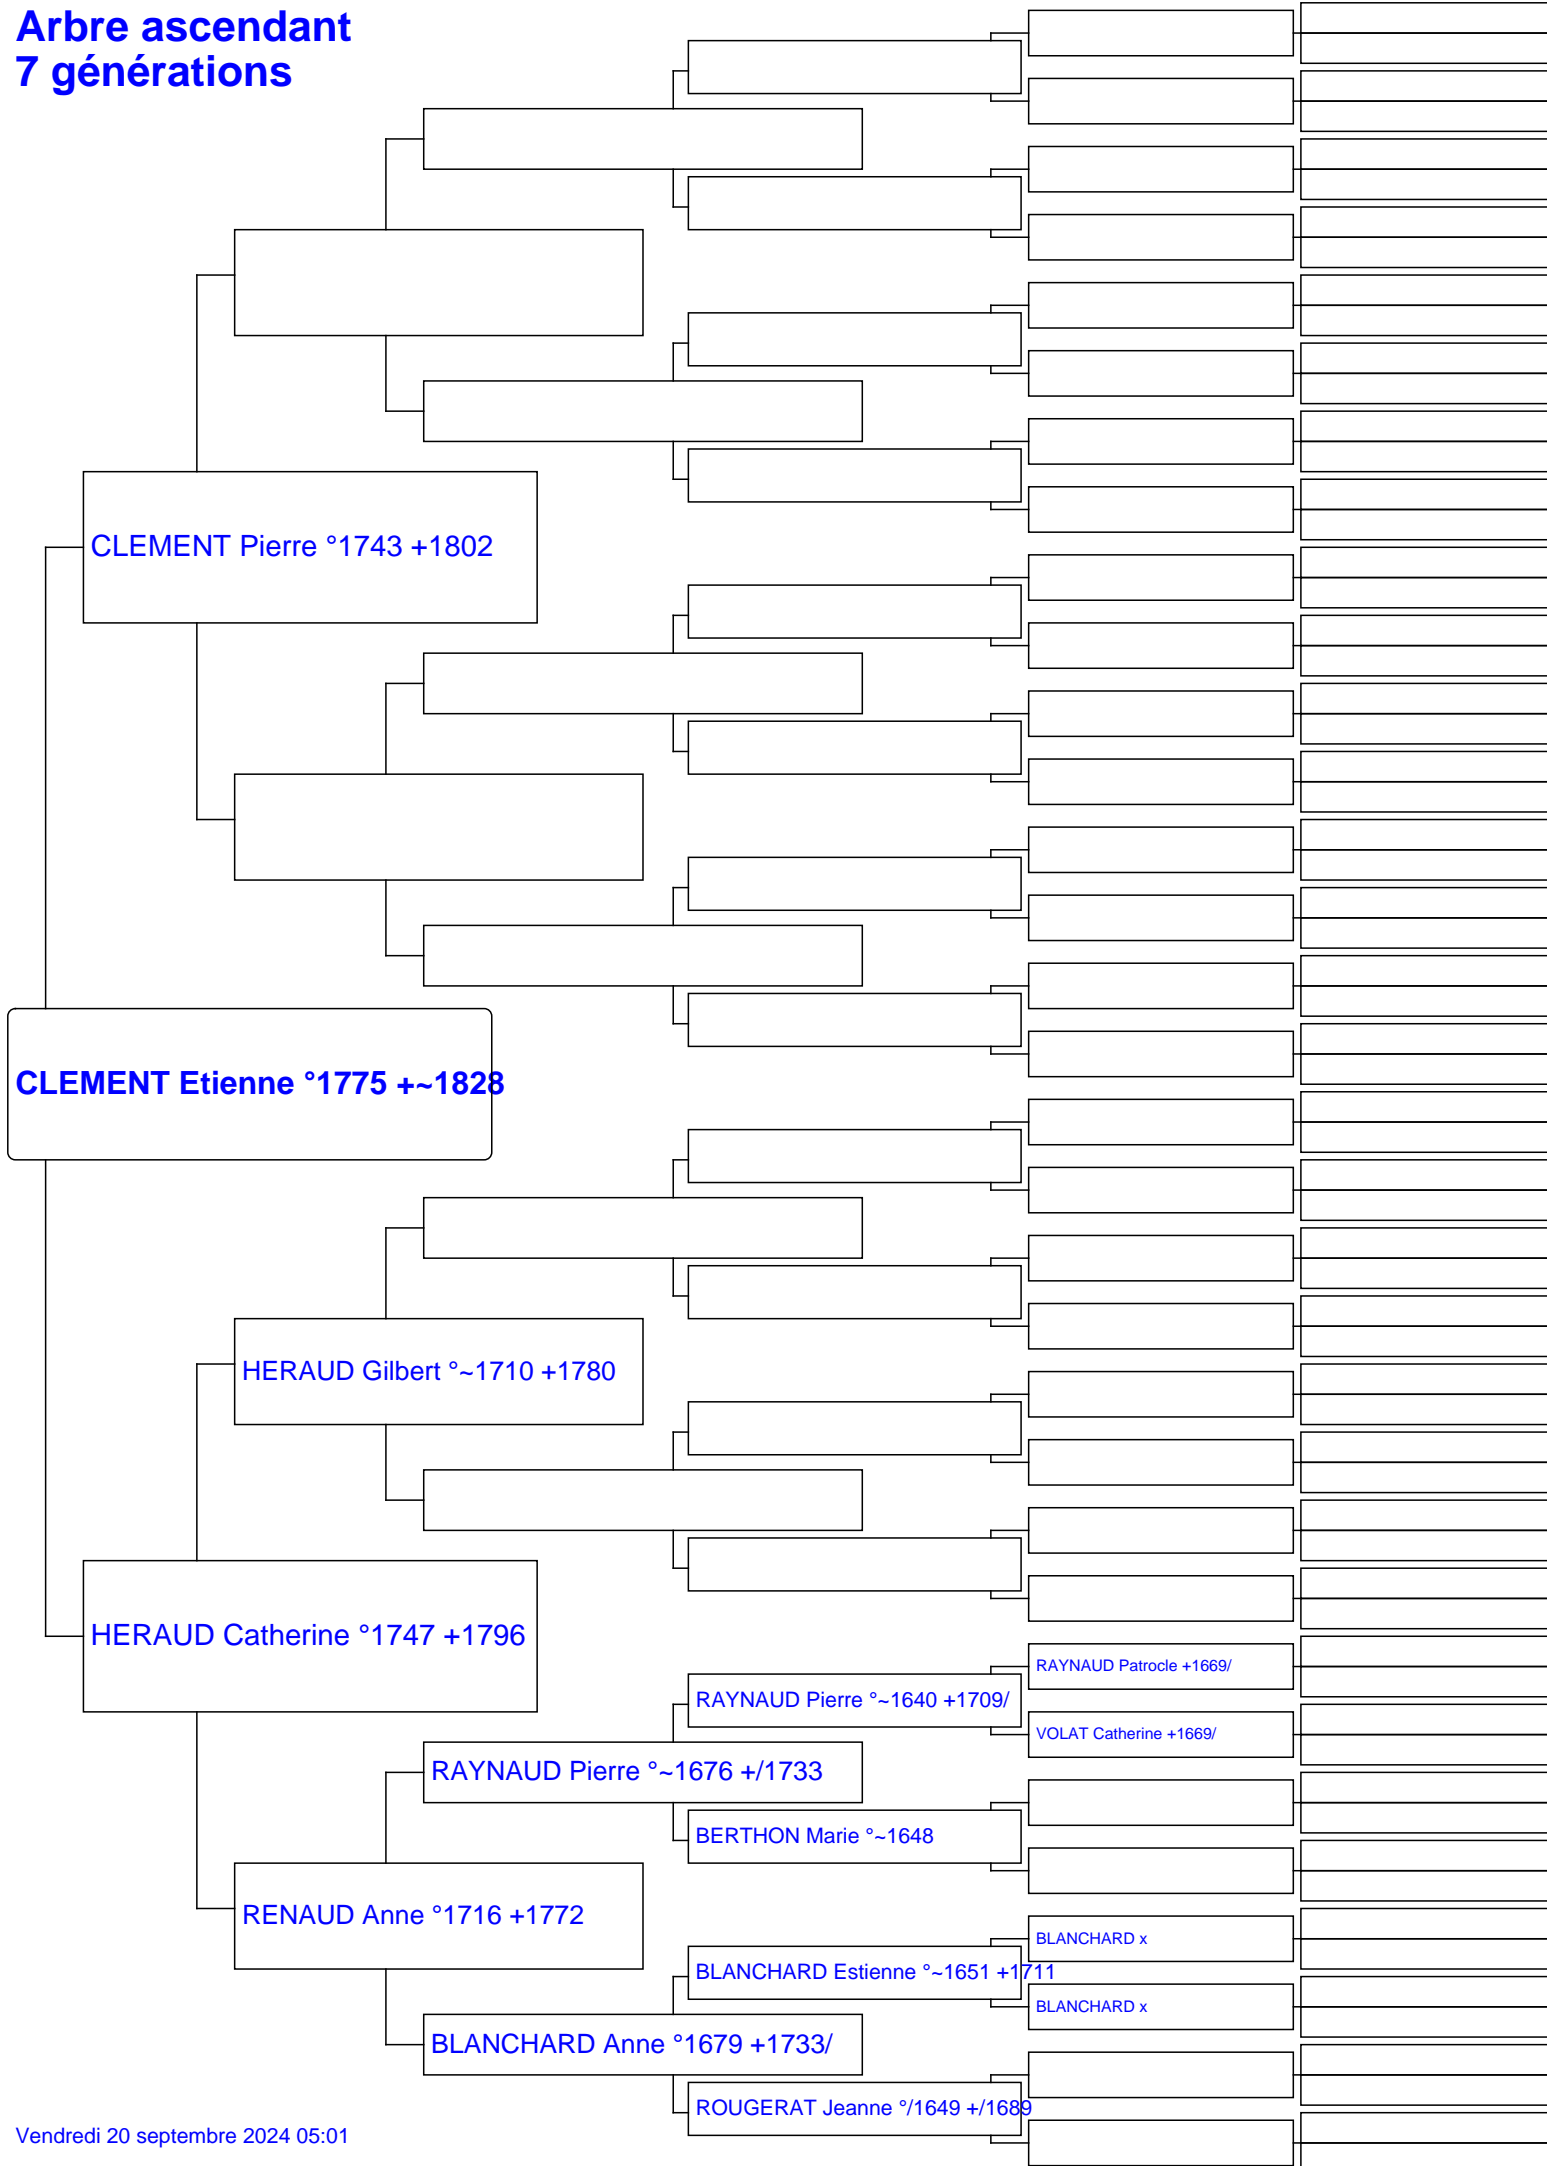 Arbre ascendant
7 générations
CLEMENT Pierre °1743 +1802
CLEMENT Etienne °1775 +~1828
HERAUD Gilbert °~1710 +1780
HERAUD Catherine °1747 +1796
RAYNAUD Patrocle +1669/
RAYNAUD Pierre °~1640 +1709/
VOLAT Catherine +1669/
RAYNAUD Pierre °~1676 +/1733
BERTHON Marie °~1648
RENAUD Anne °1716 +1772
BLANCHARD x
BLANCHARD Estienne °~1651 +1711
BLANCHARD x
BLANCHARD Anne °1679 +1733/
ROUGERAT Jeanne °/1649 +/1689
Vendredi 20 septembre 2024 05:01